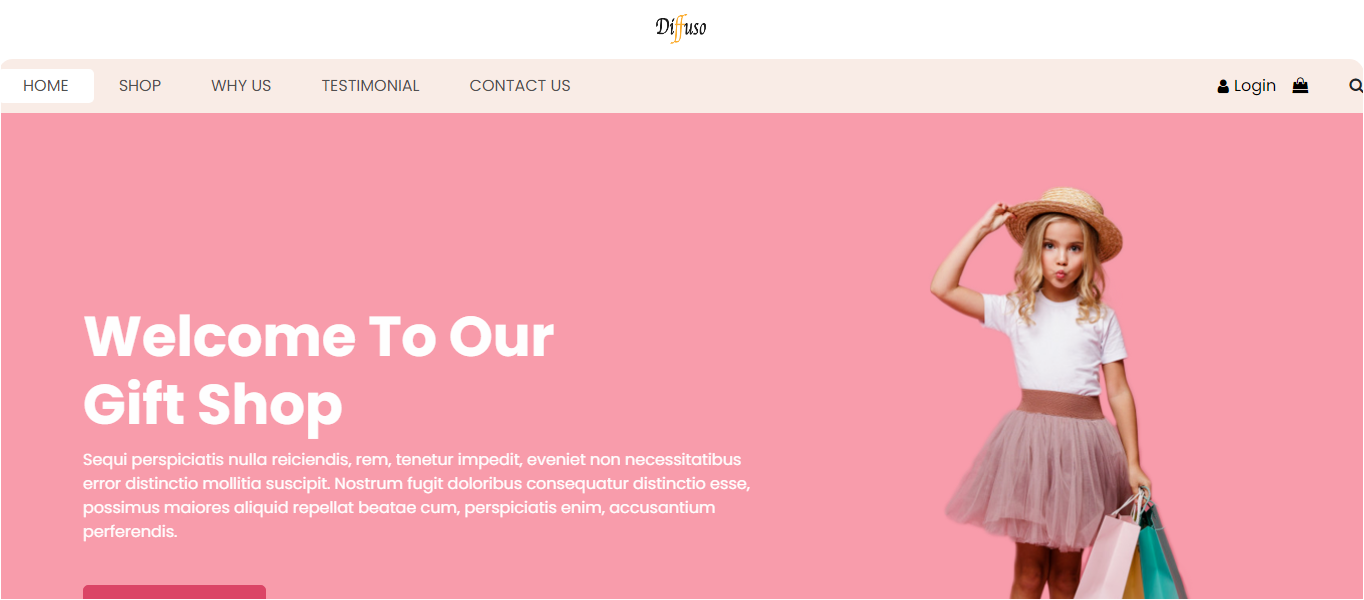 Diffuso
HOME SHOP WHY US TESTIMONIAL CONTACT US Login
Welcome To Our
Gift Shop
Sequi perspiciatis nulla reiciendis, rem, tenetur impedit, eveniet non necessitatibus
error distinctio mollitia suscipit. Nostrum fugit doloribus consequatur distinctio esse,
possimus maiores aliquid repellat beatae cum, perspiciatis enim, accusantium
perferendis.